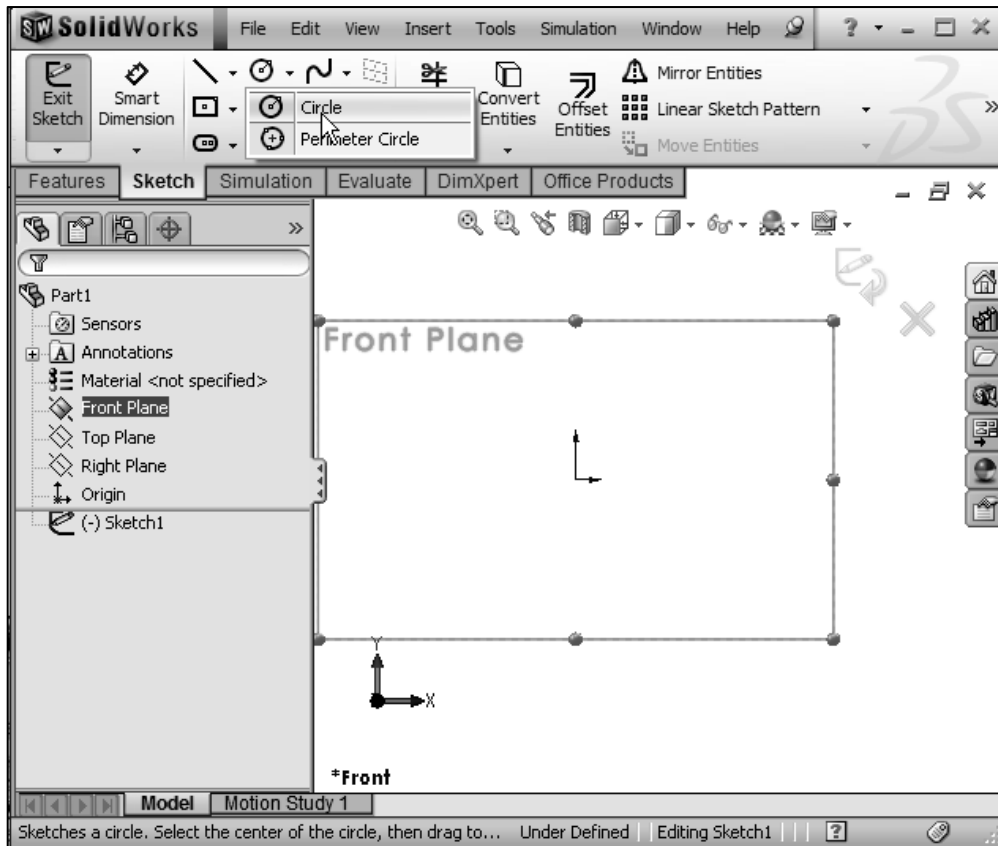 SW SolidWorks File Edit View Insert Tools Simulation Window Help ?
Exit Sketch
Smart Dimension
Circle
Perimeter Circle
Convert Entities
Offset Entities
Mirror Entities
Linear Sketch Pattern
Move Entities
Features Sketch Simulation Evaluate DimXpert Office Products
Part1
Sensors
A Annotations
Material <not specified>
Front Plane
Top Plane
Right Plane
Origin
(-) Sketch1
Front Plane
Y
X
*Front
Model Motion Study 1
Sketches a circle. Select the center of the circle, then drag to... Under Defined Editing Sketch1 ?